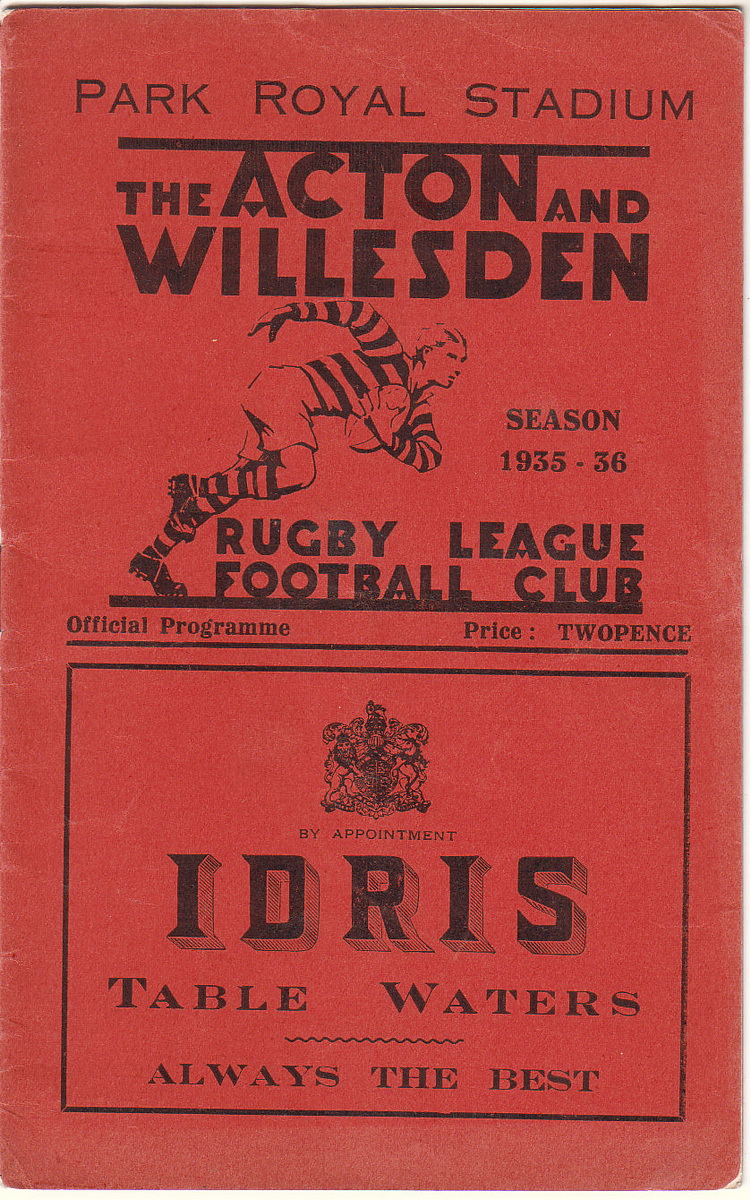 PARK ROYAL STADIUM
THE ACTON AND
WILLESDEN
SEASON
1935 - 36
RUGBY LEAGUE
FOOTBALL CLUB
Official Programme Price : TWOPENCE
BY APPOINTMENT
IDRIS
TABLE WATERS
ALWAYS THE BEST